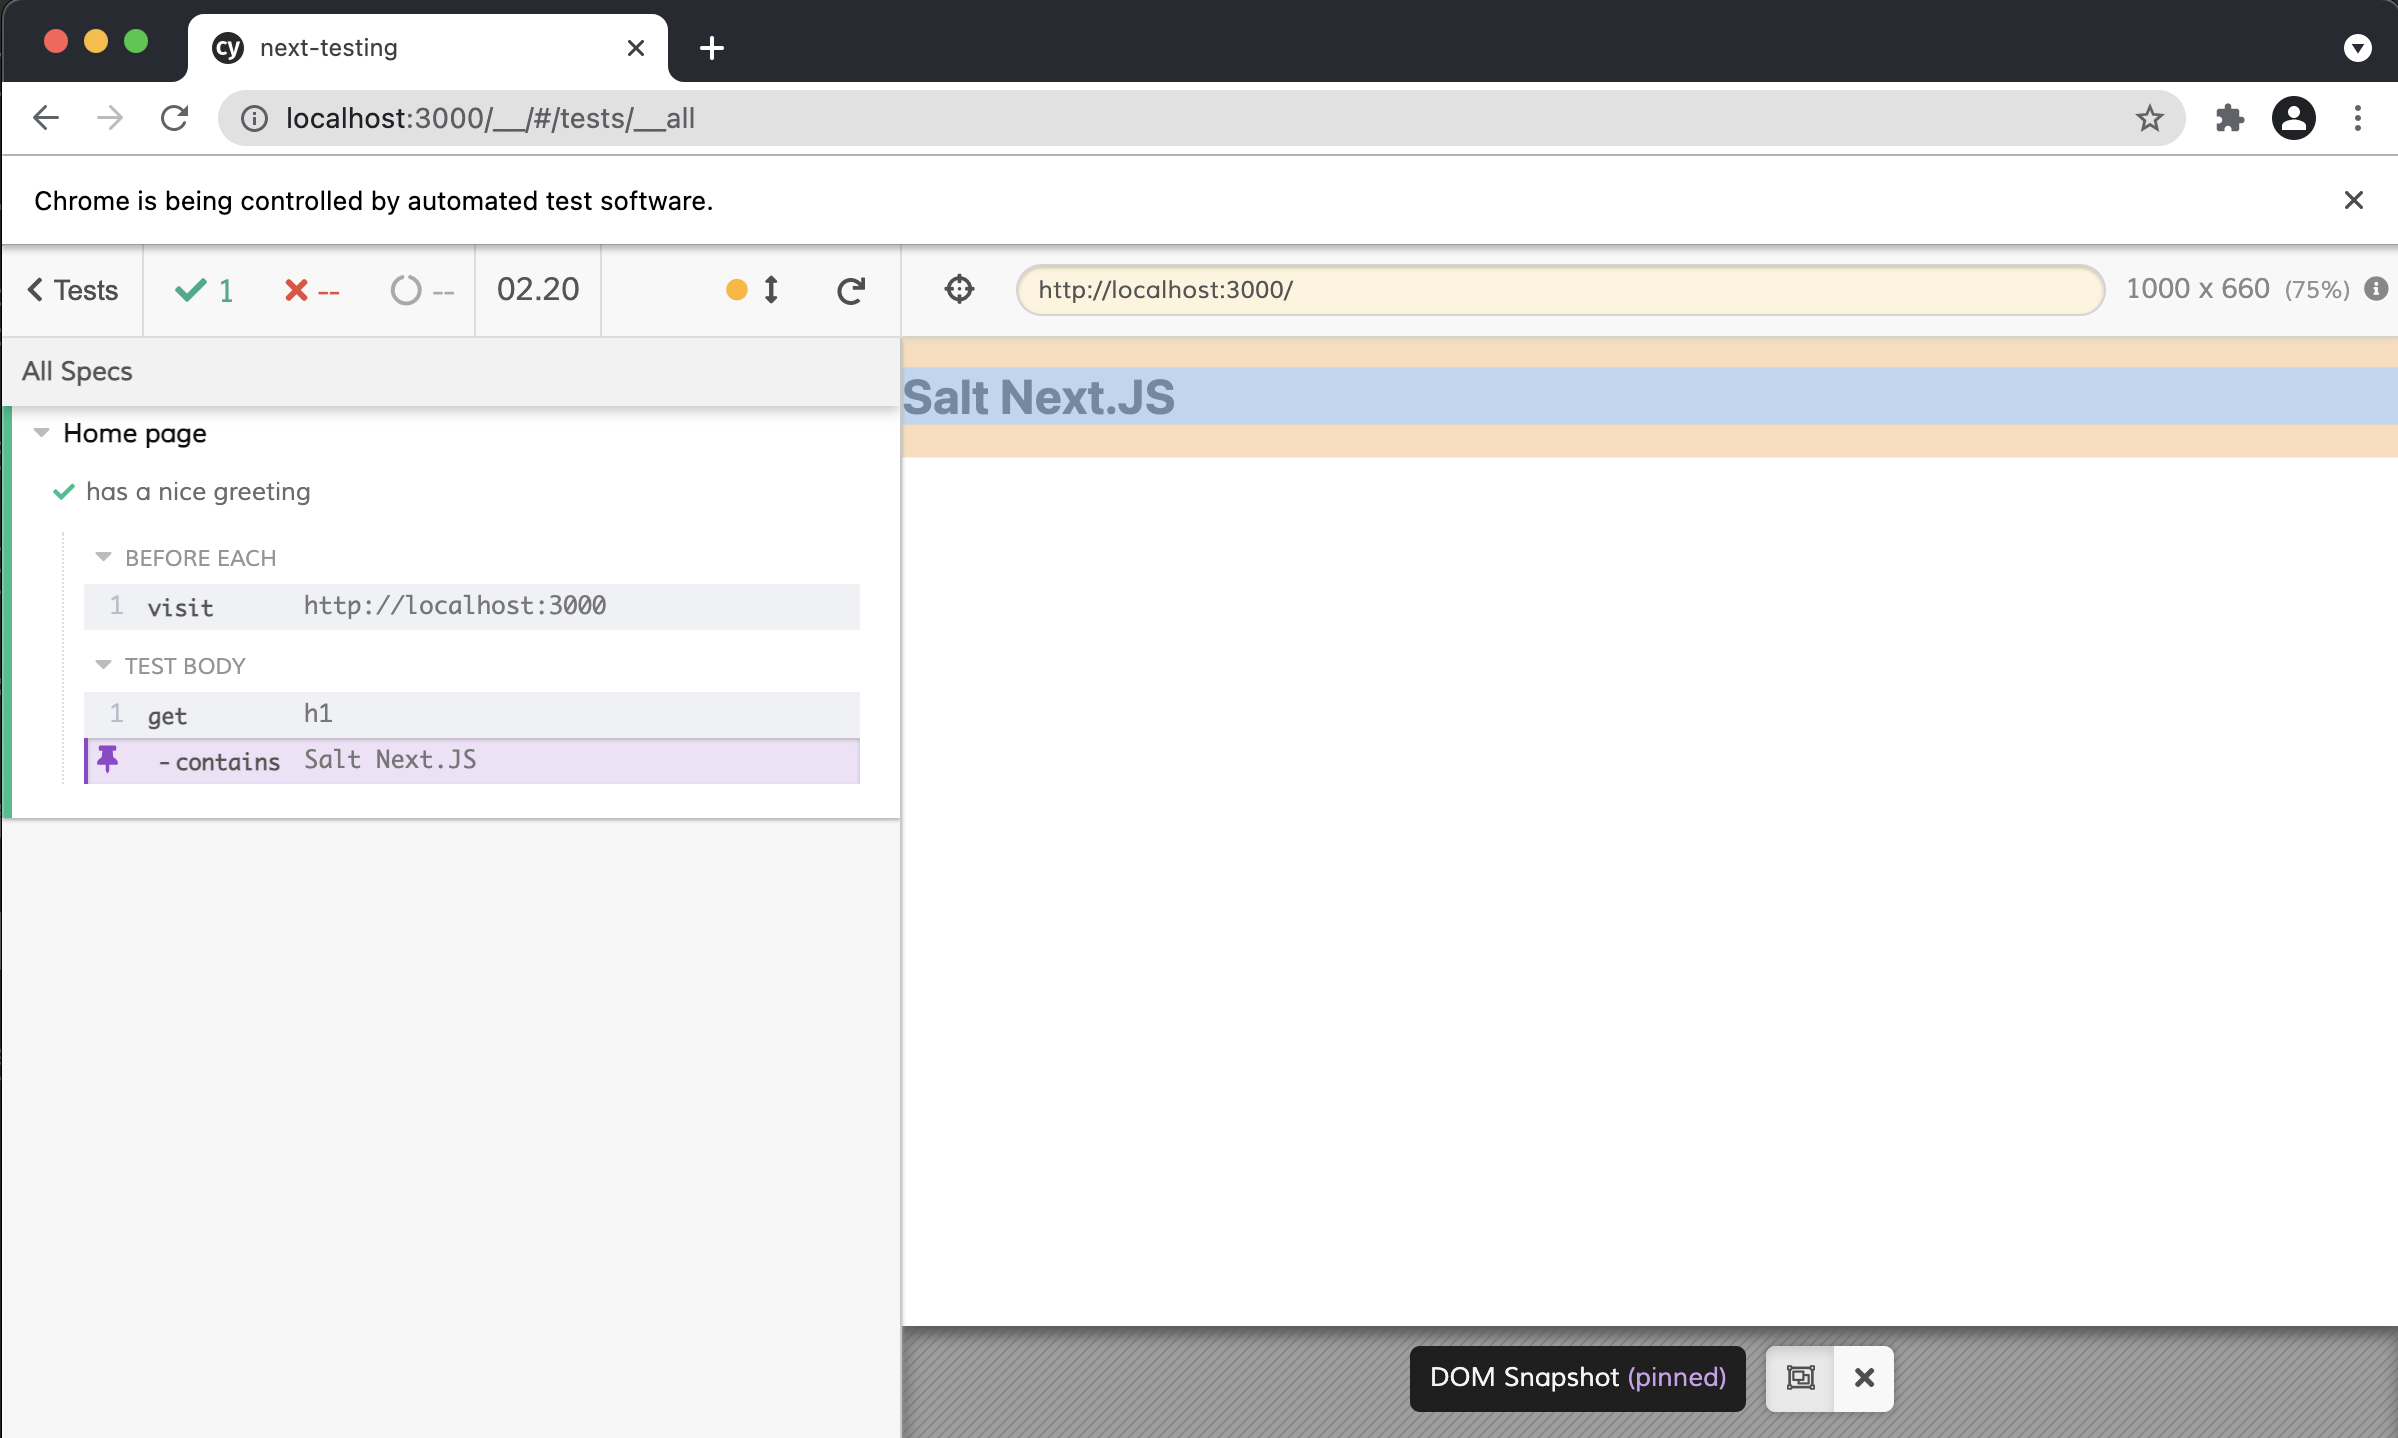 cy next-testing
localhost:3000/__/#/tests/__all
Chrome is being controlled by automated test software.
Tests 1 -- -- 02.20 http://localhost:3000/ 1000 x 660 (75%)
All Specs
Salt Next.JS
Home page
has a nice greeting
BEFORE EACH
1 visit http://localhost:3000
TEST BODY
1 get h1
-contains Salt Next.JS
DOM Snapshot (pinned)